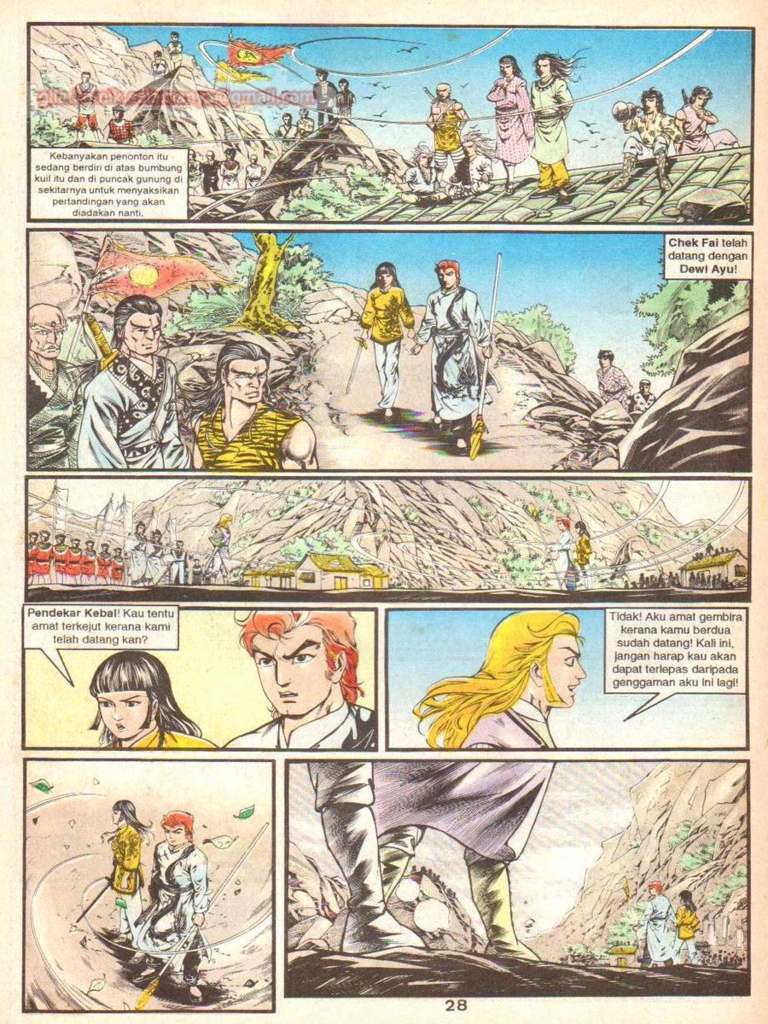 Kebanyakan penonton itu
sedang berdiri di atas bumbung
kuil itu dan di puncak gunung di
sekitarnya untuk menyaksikan
pertandingan yang akan
diadakan nanti.
Chek Fai telah
datang dengan
Dewi Ayu!
Pendekar Kebal! Kau tentu
amat terkejut kerana kami
telah datang kan?
Tidak! Aku amat gembira
kerana kamu berdua
sudah datang! Kali ini,
jangan harap kau akan
dapat terlepas daripada
genggaman aku ini lagi!
28